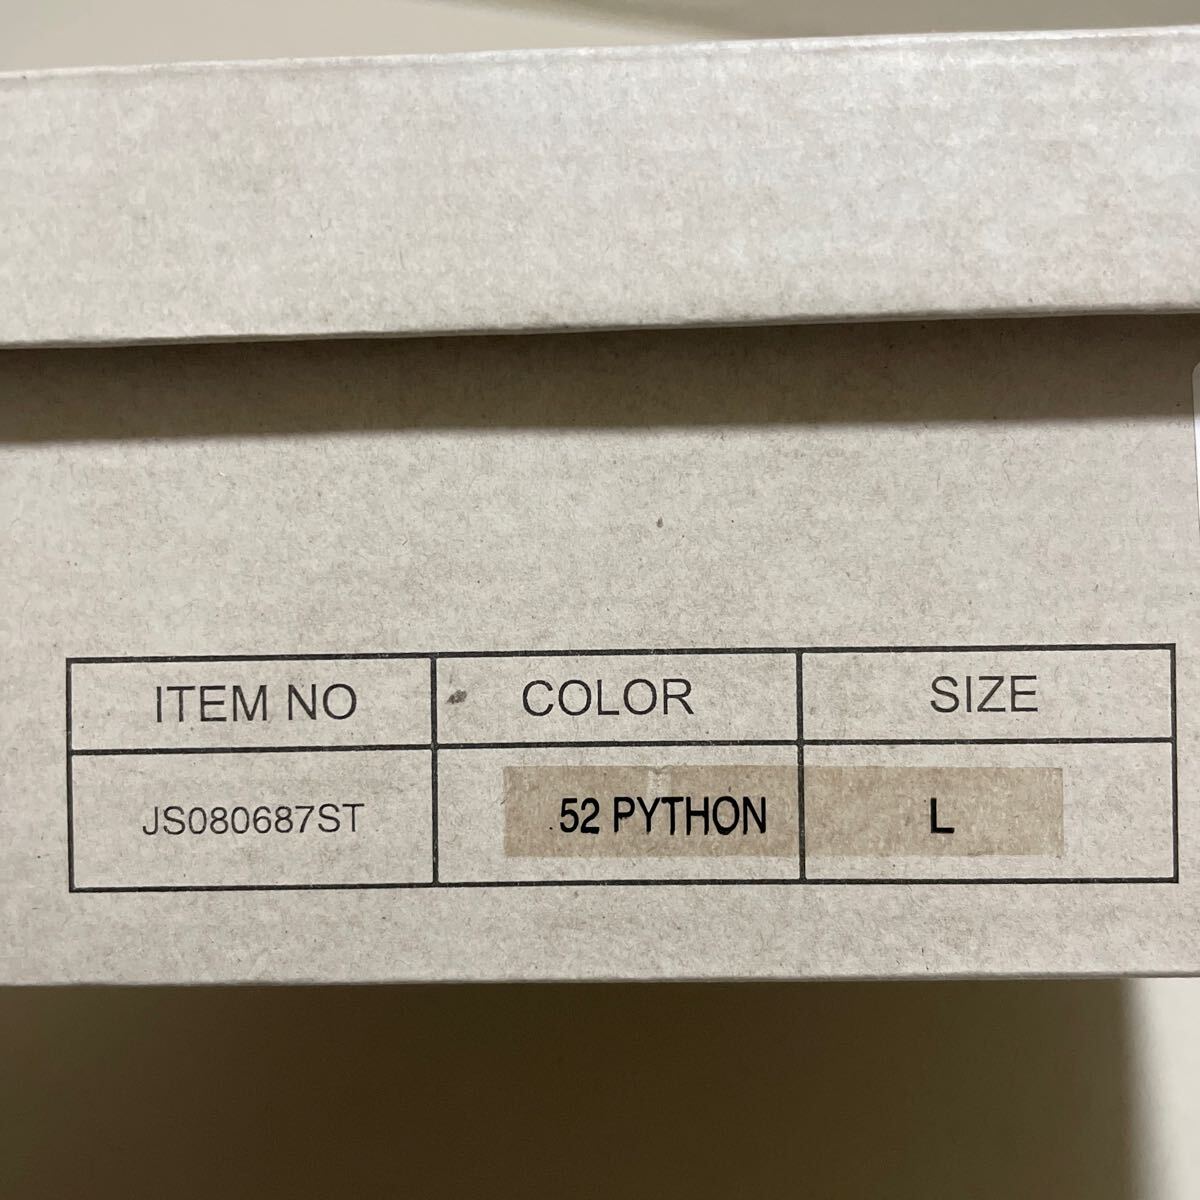 ITEM NO COLOR SIZE
JS080687ST 52 PYTHON L